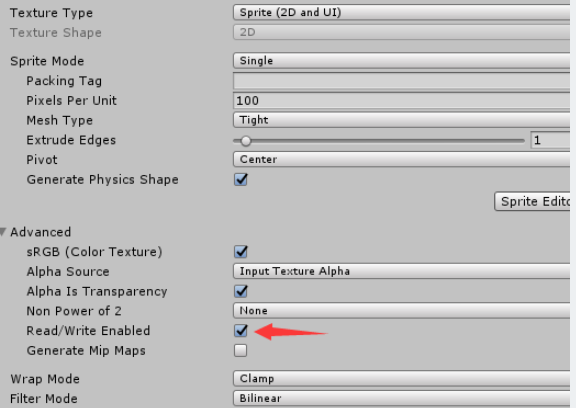 Texture Type Sprite (2D and UI)
Texture Shape 2D
Sprite Mode Single
Packing Tag
Pixels Per Unit 100
Mesh Type Tight
Extrude Edges 1
Pivot Center
Generate Physics Shape
Sprite Edito
Advanced
sRGB (Color Texture)
Alpha Source Input Texture Alpha
Alpha Is Transparency
Non Power of 2 None
Read/Write Enabled
Generate Mip Maps
Wrap Mode Clamp
Filter Mode Bilinear